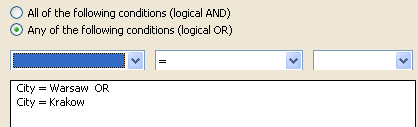 All of the following conditions (logical AND)
Any of the following conditions (logical OR)
=
City = Warsaw OR
City = Krakow